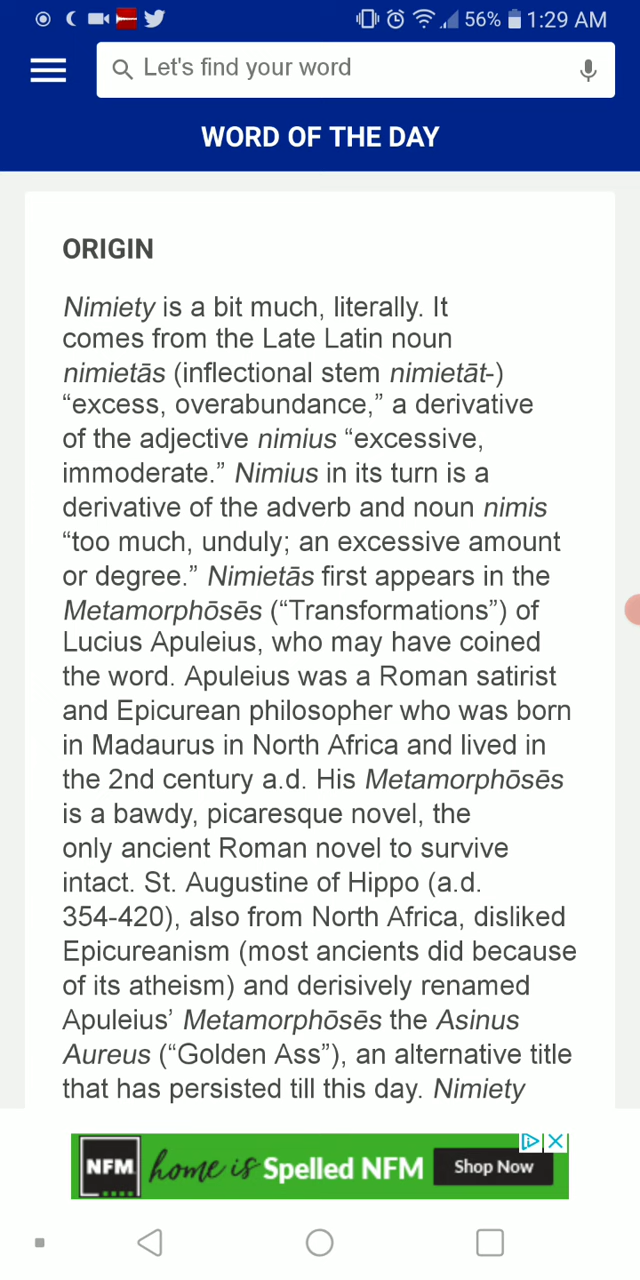 56% 1:29 AM
Let's find your word
WORD OF THE DAY
ORIGIN
Nimiety is a bit much, literally. It
comes from the Late Latin noun
nimietās (inflectional stem nimietāt-)
“excess, overabundance,” a derivative
of the adjective nimius “excessive,
immoderate.” Nimius in its turn is a
derivative of the adverb and noun nimis
“too much, unduly; an excessive amount
or degree.” Nimietās first appears in the
Metamorphōsēs (“Transformations”) of
Lucius Apuleius, who may have coined
the word. Apuleius was a Roman satirist
and Epicurean philosopher who was born
in Madaurus in North Africa and lived in
the 2nd century a.d. His Metamorphōsēs
is a bawdy, picaresque novel, the
only ancient Roman novel to survive
intact. St. Augustine of Hippo (a.d.
354-420), also from North Africa, disliked
Epicureanism (most ancients did because
of its atheism) and derisively renamed
Apuleius’ Metamorphōsēs the Asinus
Aureus (“Golden Ass”), an alternative title
that has persisted till this day. Nimiety
NFM home is Spelled NFM Shop Now